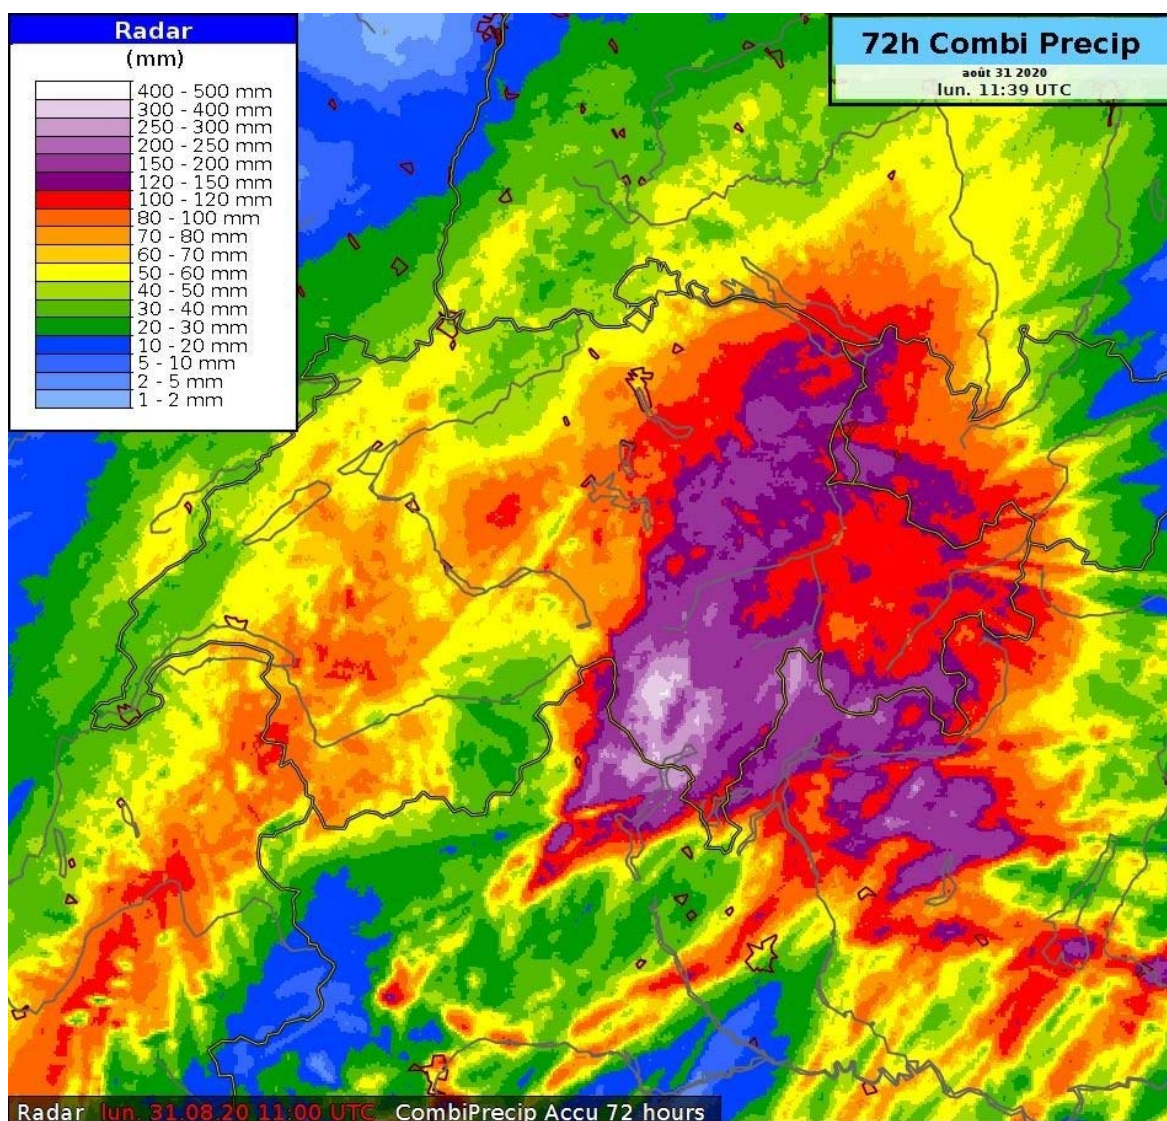 Radar
(mm)
400 - 500 mm
300 - 400 mm
250 - 300 mm
200 - 250 mm
150 - 200 mm
120 - 150 mm
100 - 120 mm
80 - 100 mm
70 - 80 mm
60 - 70 mm
50 - 60 mm
40 - 50 mm
30 - 40 mm
20 - 30 mm
10 - 20 mm
5 - 10 mm
2 - 5 mm
1 - 2 mm
72h Combi Precip
août 31 2020
lun. 11:39 UTC
Radar lun. 31.08.20 11:00 UTC CombiPrecip Accu 72 hours